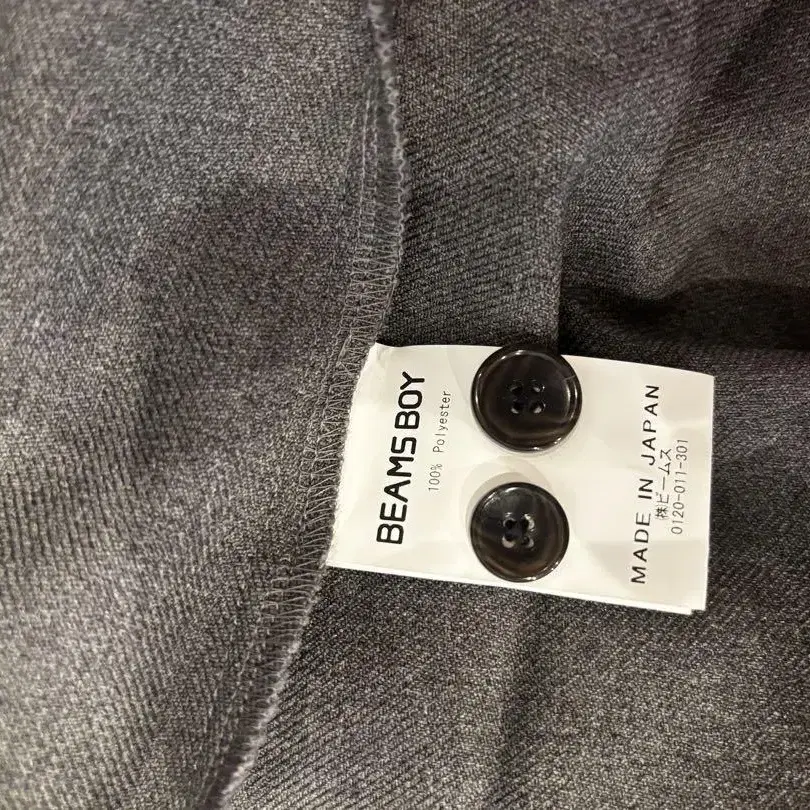 BEAMS BOY
100% Polyester
MADE IN JAPAN
㈱ビームス
0120-011-301